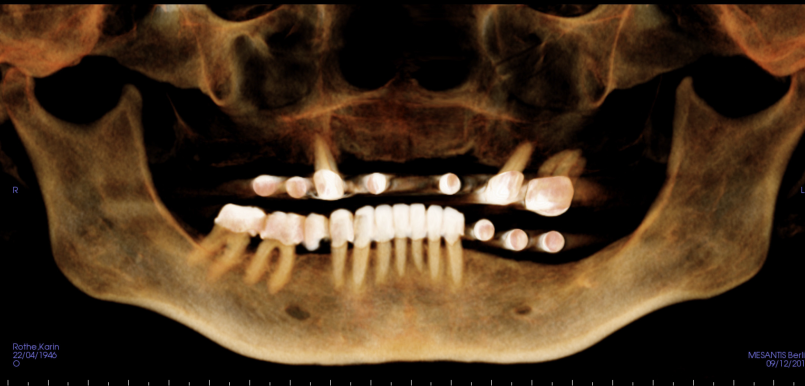 R
L
Rothe,Karin
22/04/1946
O
MESANTIS Berli
09/12/201